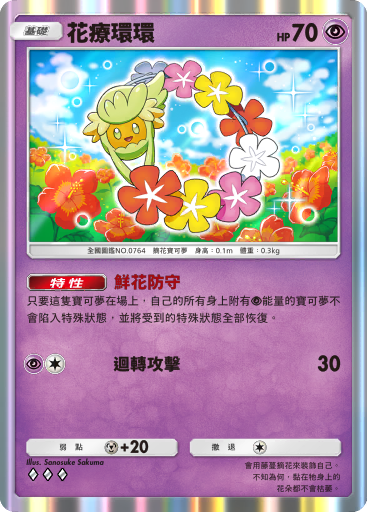 基礎 花療環環 HP 70
全國圖鑑NO.0764 摘花寶可夢 身高：0.1m 體重：0.3kg
特性 鮮花防守
只要這隻寶可夢在場上，自己的所有身上附有能量的寶可夢不
會陷入特殊狀態，並將受到的特殊狀態全部恢復。
迴轉攻擊 30
弱點 +20 撤退
Illus. Sanosuke Sakuma
會用藤蔓摘花來裝飾自己。
不知為何，黏在牠身上的
花朵都不會枯萎。